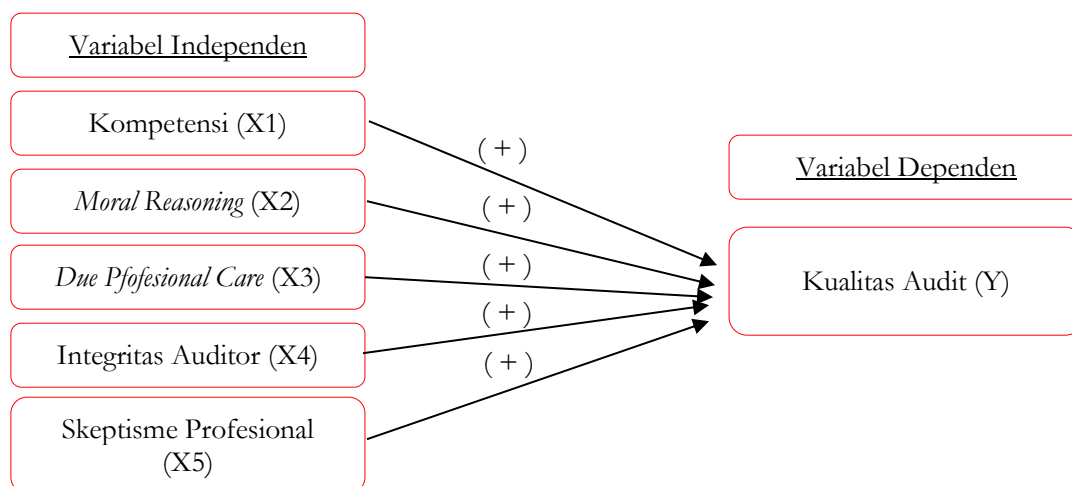 Variabel Independen
Kompetensi (X1)
Moral Reasoning (X2)
Due Pfofesional Care (X3)
Integritas Auditor (X4)
Skeptisme Profesional
(X5)
( + )
( + )
( + )
( + )
( + )
Variabel Dependen
Kualitas Audit (Y)